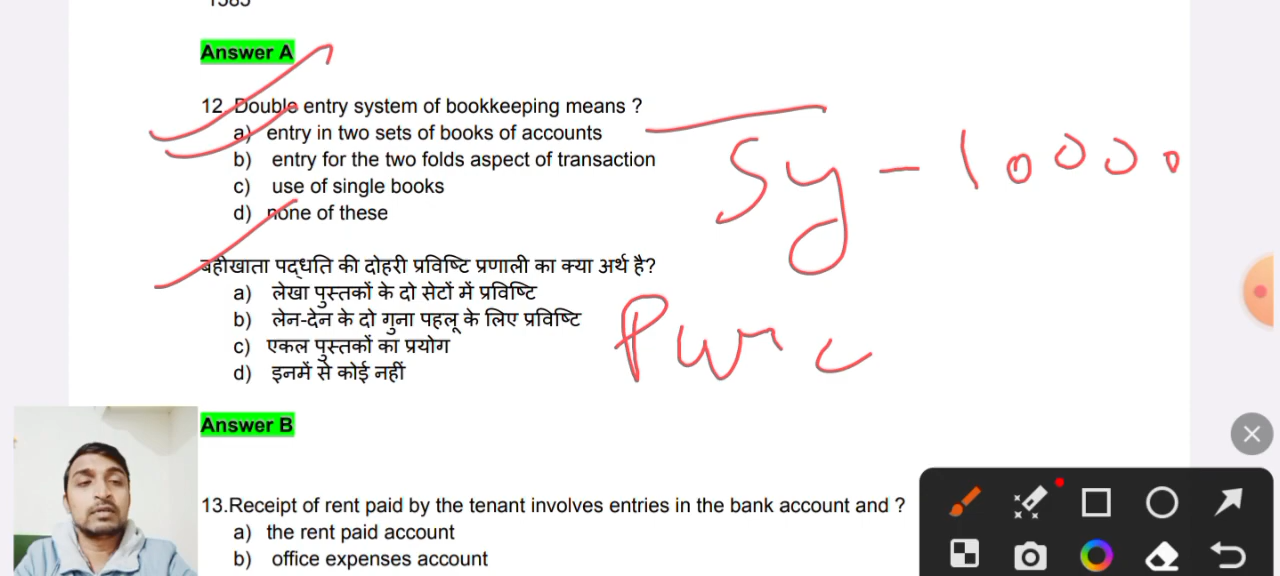 1585
Answer A
12. Double entry system of bookkeeping means ?
a) entry in two sets of books of accounts
b) entry for the two folds aspect of transaction
c) use of single books
d) none of these
Sy - 10000
बहीखाता पद्धति की दोहरी प्रविष्टि प्रणाली का क्या अर्थ है?
a) लेखा पुस्तकों के दो सेटों में प्रविष्टि
b) लेन-देन के दो गुना पहलू के लिए प्रविष्टि
c) एकल पुस्तकों का प्रयोग
d) इनमें से कोई नहीं
Answer B
13.Receipt of rent paid by the tenant involves entries in the bank account and ?
a) the rent paid account
b) office expenses account